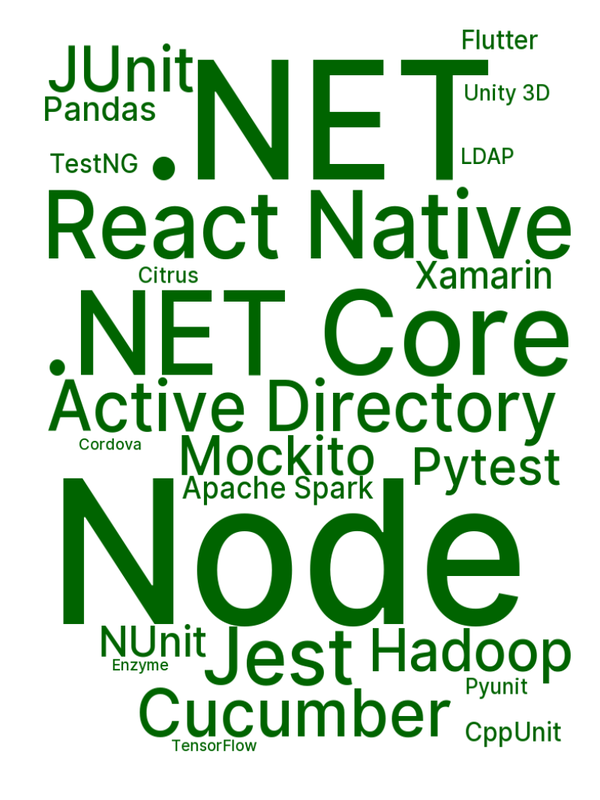 Flutter
JUnit
.NET
Unity 3D
Pandas
TestNG
LDAP
React Native
Citrus
Xamarin
.NET Core
Active Directory
Cordova
Mockito
Pytest
Apache Spark
Node
NUnit
Jest
Hadoop
Enzyme
Pyunit
Cucumber
CppUnit
TensorFlow